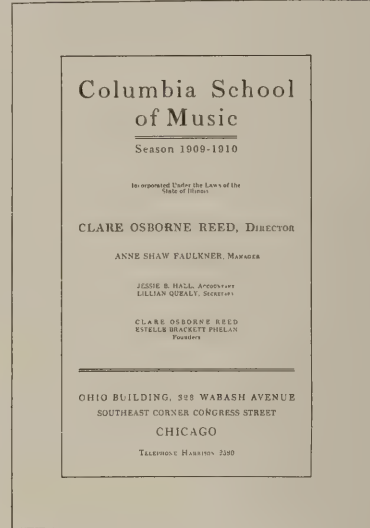 Columbia School
of Music
Season 1909-1910
Incorporated Under the Laws of the
State of Illinois
CLARE OSBORNE REED, DIRECTOR
ANNE SHAW FAULKNER, MANAGER
JESSIE B. HALL, ACCOUNTANT
LILLIAN QUEALY, SECRETARY
CLARE OSBORNE REED
ESTELLE BRACKETT PHELAN
Founders
OHIO BUILDING, 328 WABASH AVENUE
SOUTHEAST CORNER CONGRESS STREET
CHICAGO
TELEPHONE HARRISON